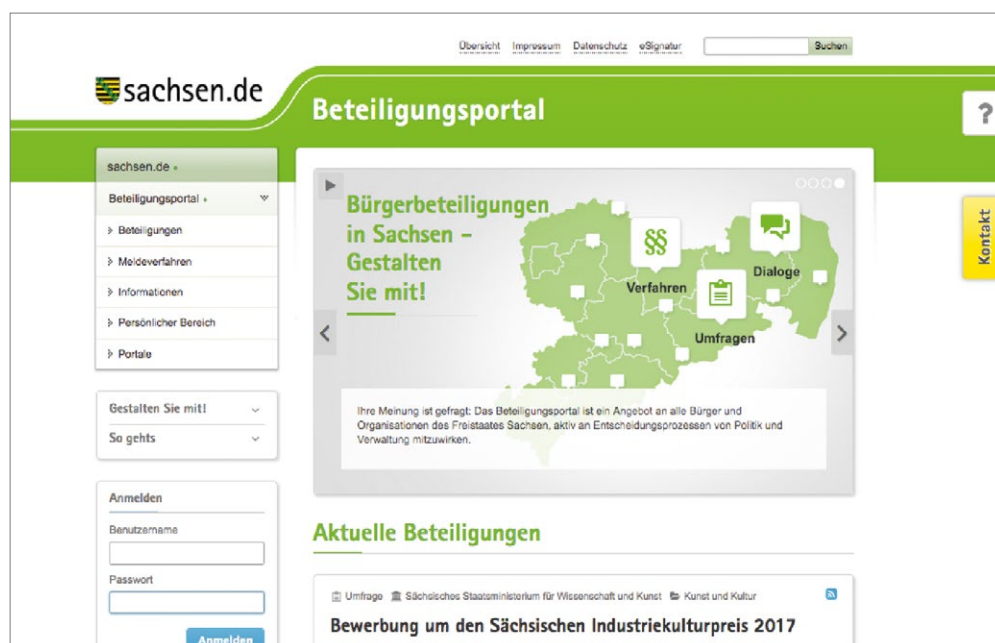 Übersicht Impressum Datenschutz eSignatur Suchen
sachsen.de
Beteiligungsportal
?
Kontakt
sachsen.de
Beteiligungsportal
Beteiligungen
Meldeverfahren
Informationen
Persönlicher Bereich
Portale
Gestalten Sie mit!
So gehts
Anmelden
Benutzername
Passwort
Anmelden
Bürgerbeteiligungen
in Sachsen –
Gestalten
Sie mit!
§§
Verfahren
Dialoge
Umfragen
Ihre Meinung ist gefragt: Das Beteiligungsportal ist ein Angebot an alle Bürger und
Organisationen des Freistaates Sachsen, aktiv an Entscheidungsprozessen von Politik und
Verwaltung mitzuwirken.
Aktuelle Beteiligungen
Umfrage Sächsisches Staatsministerium für Wissenschaft und Kunst Kunst und Kultur
Bewerbung um den Sächsischen Industriekulturpreis 2017